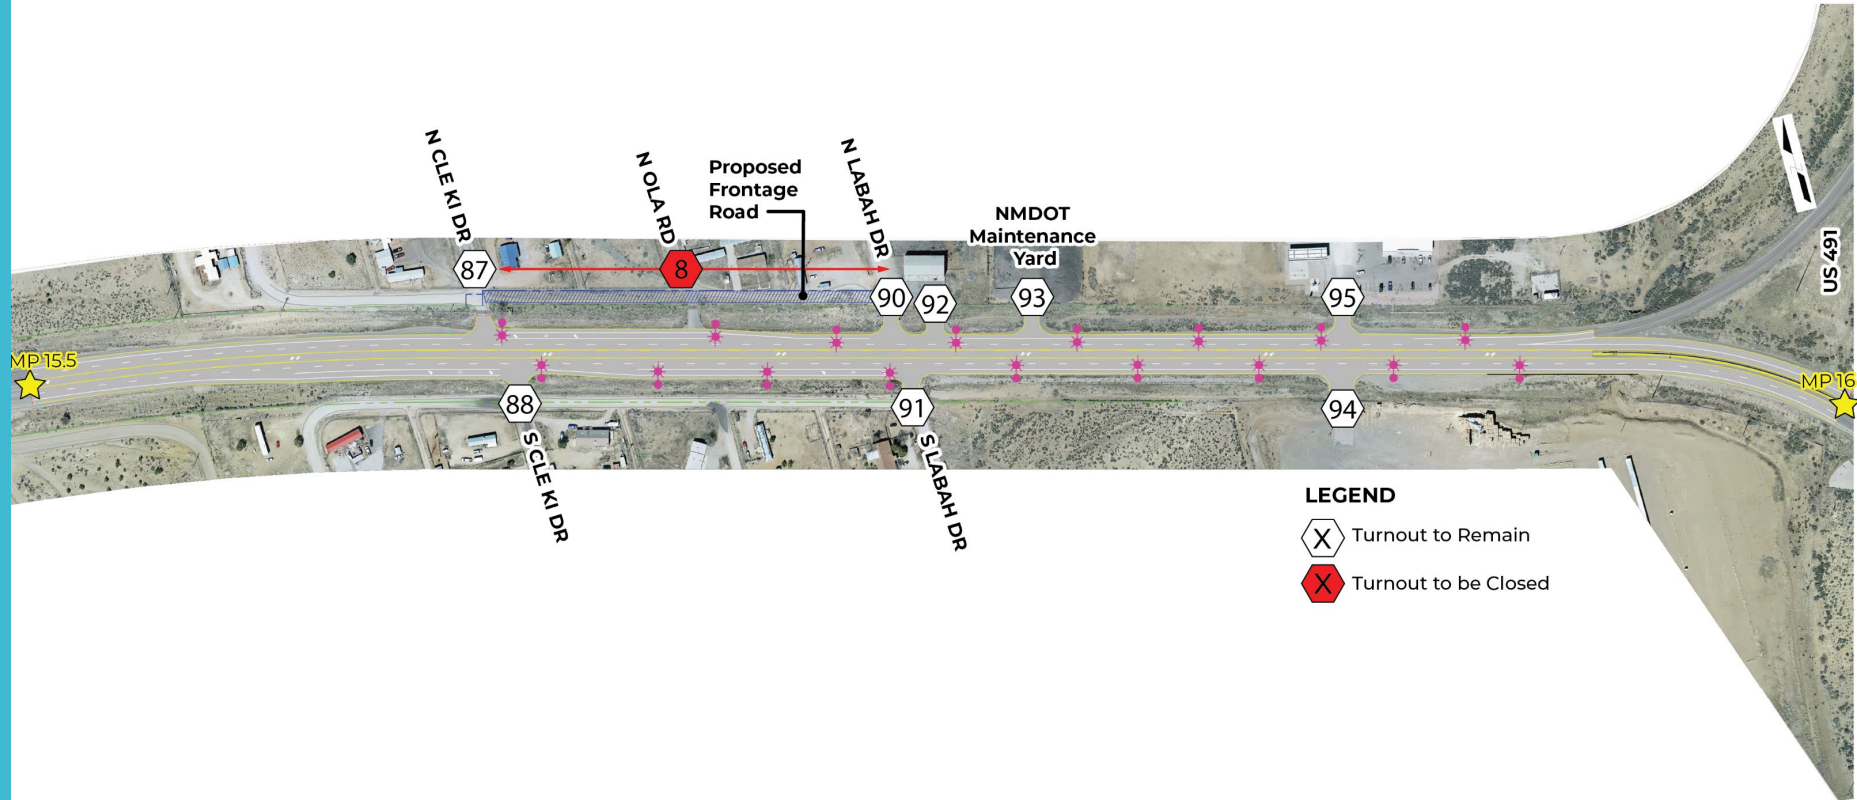 N CLE KI DR
N OLA RD
Proposed
Frontage
Road
N LABAH DR
NMDOT
Maintenance
Yard
US 491
87
8
90
92
93
95
MP 15.5
MP 16
88
91
94
S CLE KI DR
S LABAH DR
LEGEND
X Turnout to Remain
X Turnout to be Closed